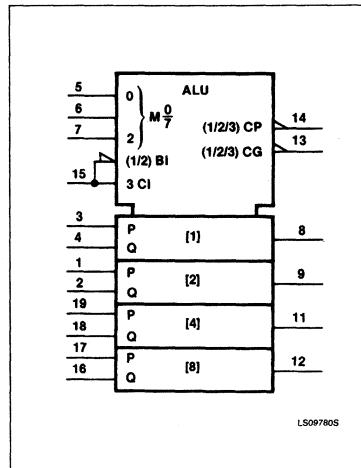 ALU
5 0
6 M 0/7
7 2
(1/2/3) CP 14
(1/2/3) CG 13
(1/2) BI
15 3 CI
3 P
4 Q
[1] 8
1 P
2 Q
[2] 9
19 P
18 Q
[4] 11
17 P
16 Q
[8] 12
LS09780S